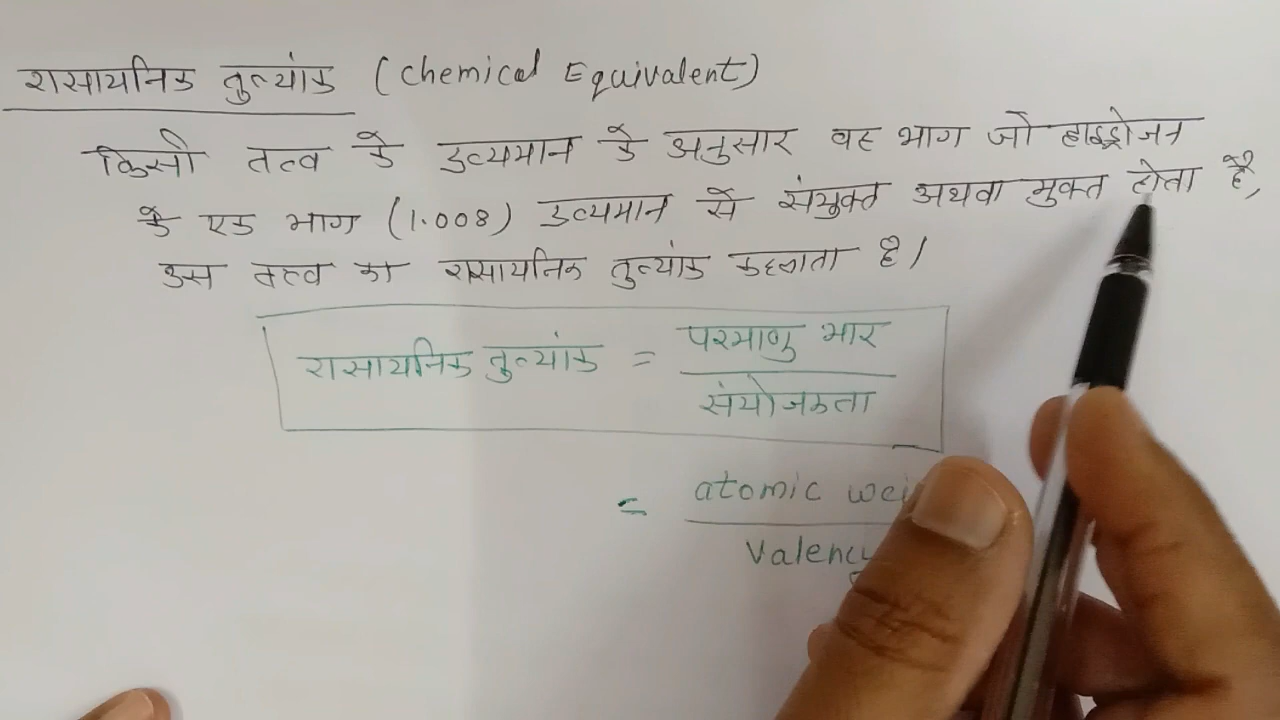 रासायनिक तुल्यांक (Chemical Equivalent)
किसी तत्व के द्रव्यमान के अनुसार वह भाग जो हाइड्रोजन
के एक भाग (1.008) द्रव्यमान से संयुक्त अथवा मुक्त होता है,
उस तत्व का रासायनिक तुल्यांक कहलाता है।
रासायनिक तुल्यांक = परमाणु भार
संयोजकता
= atomic
Valency